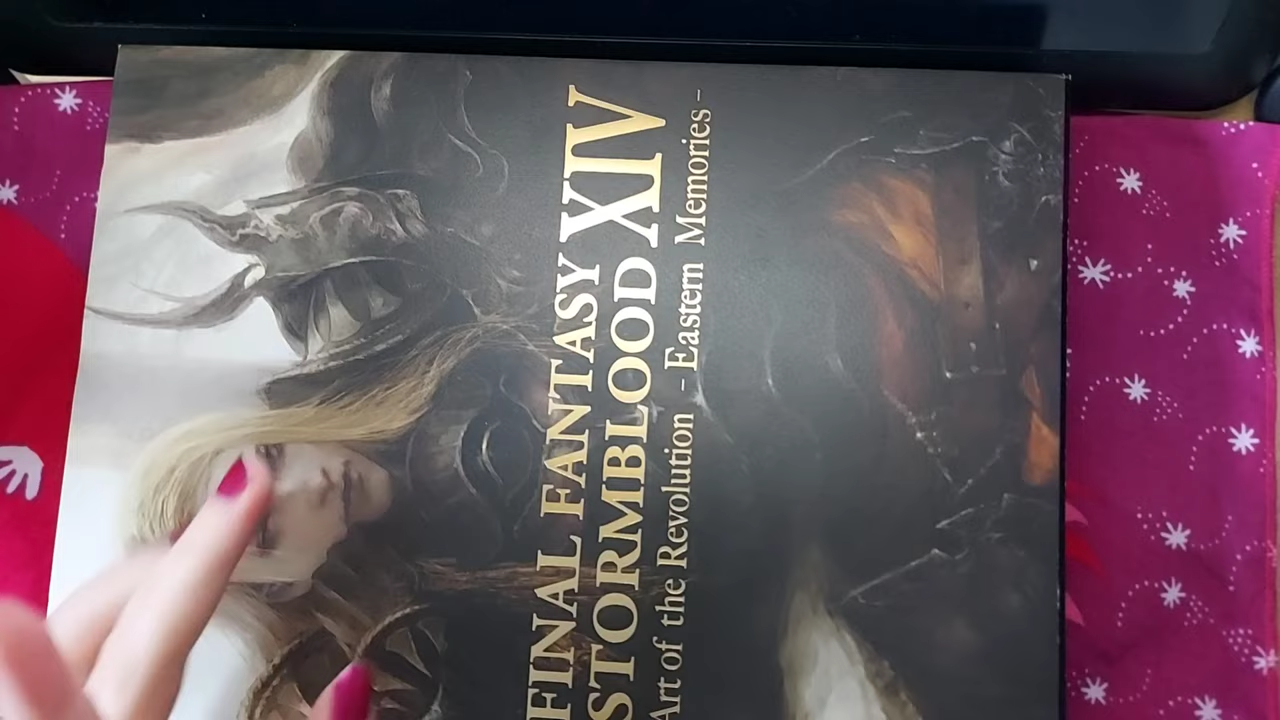 FINAL FANTASY XIV
STORMBLOOD
Art of the Revolution - Eastern Memories -